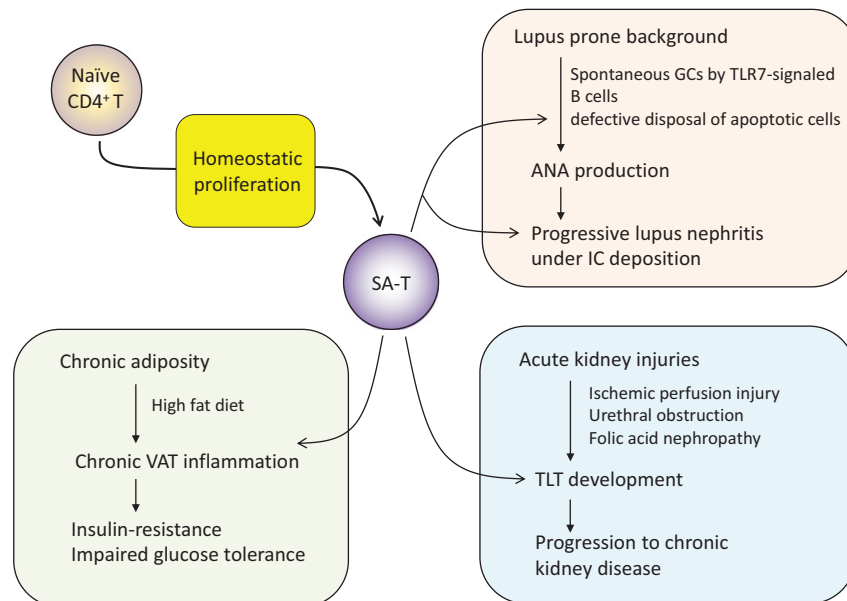 Naïve
CD4⁺ T
Homeostatic
proliferation
SA-T
Lupus prone background
Spontaneous GCs by TLR7-signaled
B cells
defective disposal of apoptotic cells
ANA production
Progressive lupus nephritis
under IC deposition
Chronic adiposity
High fat diet
Chronic VAT inflammation
Insulin-resistance
Impaired glucose tolerance
Acute kidney injuries
Ischemic perfusion injury
Urethral obstruction
Folic acid nephropathy
TLT development
Progression to chronic
kidney disease